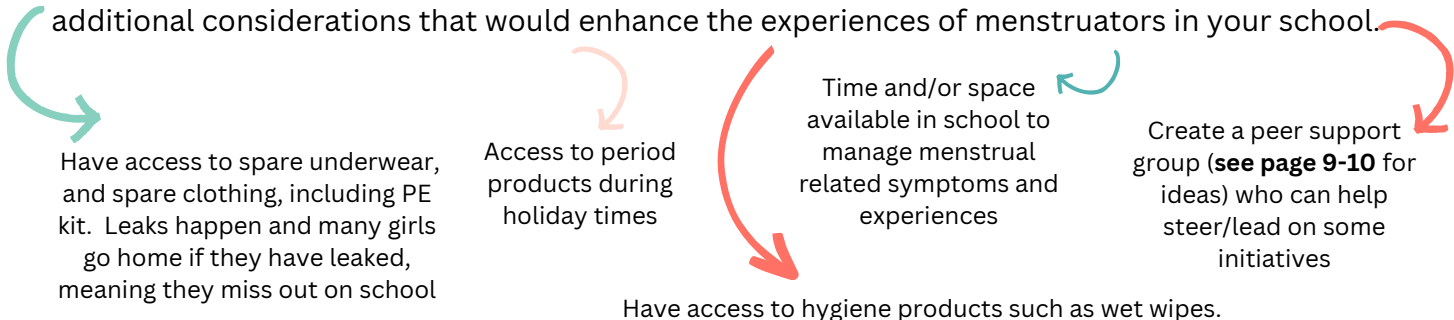 additional considerations that would enhance the experiences of menstruators in your school.
Have access to spare underwear,
and spare clothing, including PE
kit.  Leaks happen and many girls
go home if they have leaked,
meaning they miss out on school
Access to period
products during
holiday times
Time and/or space
available in school to
manage menstrual
related symptoms and
experiences
Create a peer support
group (see page 9-10 for
ideas) who can help
steer/lead on some
initiatives
Have access to hygiene products such as wet wipes.